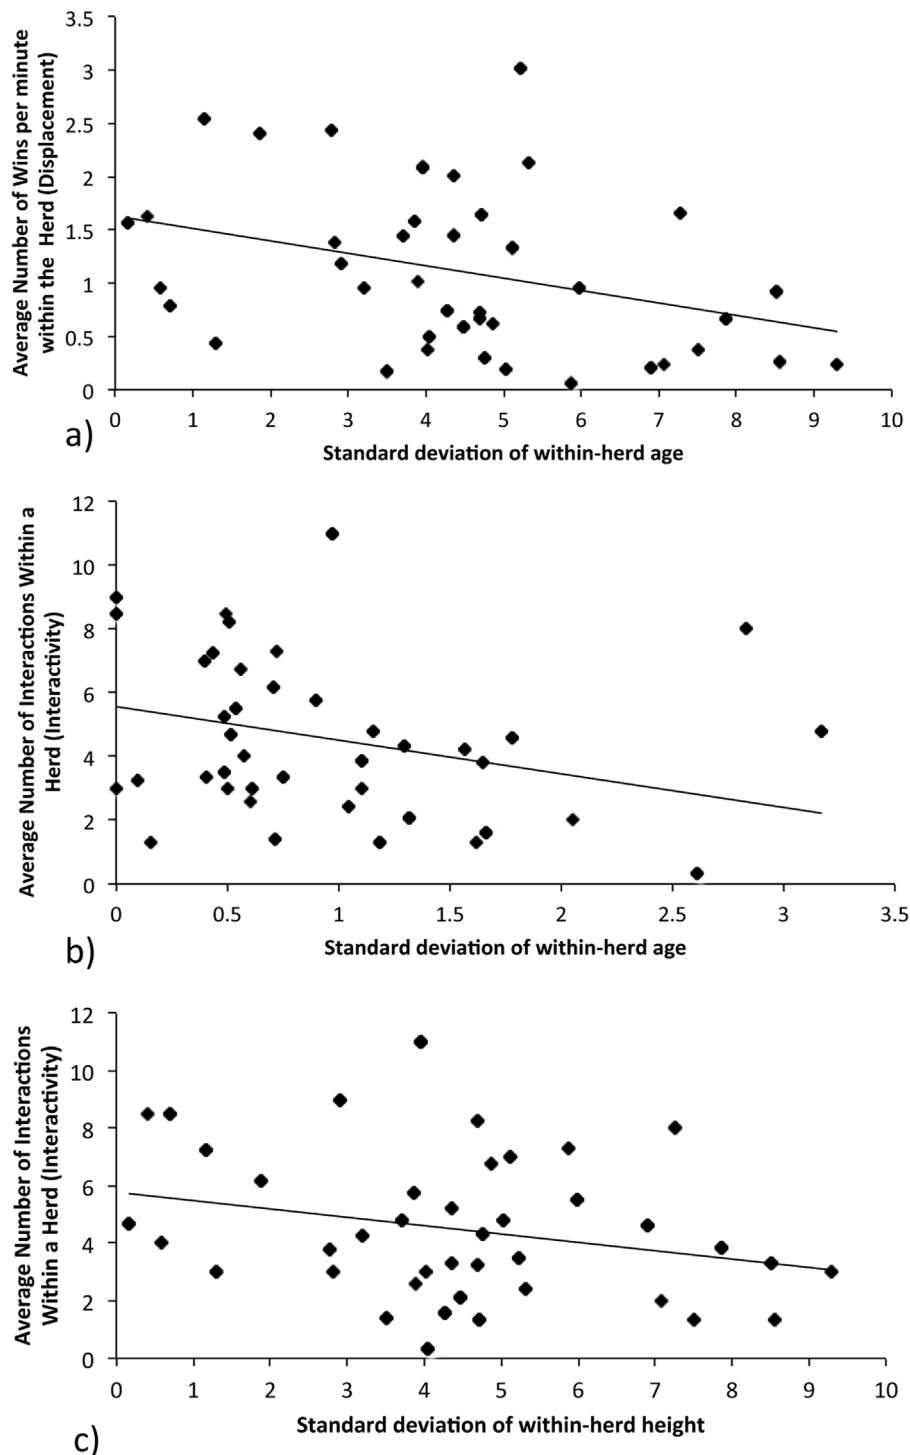 Average Number of Wins per minute
within the Herd (Displacement)
3.5
3
2.5
2
1.5
1
0.5
0
0 1 2 3 4 5 6 7 8 9 10
a)
Standard deviation of within-herd age
Average Number of Interactions Within a
Herd (Interactivity)
12
10
8
6
4
2
0
0 0.5 1 1.5 2 2.5 3 3.5
b)
Standard deviation of within-herd age
Average Number of Interactions
Within a Herd (Interactivity)
12
10
8
6
4
2
0
0 1 2 3 4 5 6 7 8 9 10
Standard deviation of within-herd height
c)